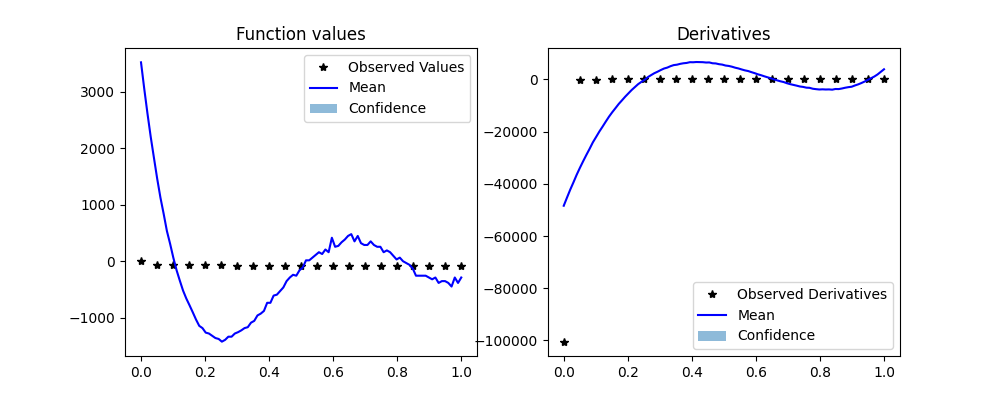 Function values
3000
2000
1000
0
−1000
0.0 0.2 0.4 0.6 0.8 1.0
Observed Values
Mean
Confidence
Derivatives
0
−20000
−40000
−60000
−80000
−100000
0.0 0.2 0.4 0.6 0.8 1.0
Observed Derivatives
Mean
Confidence